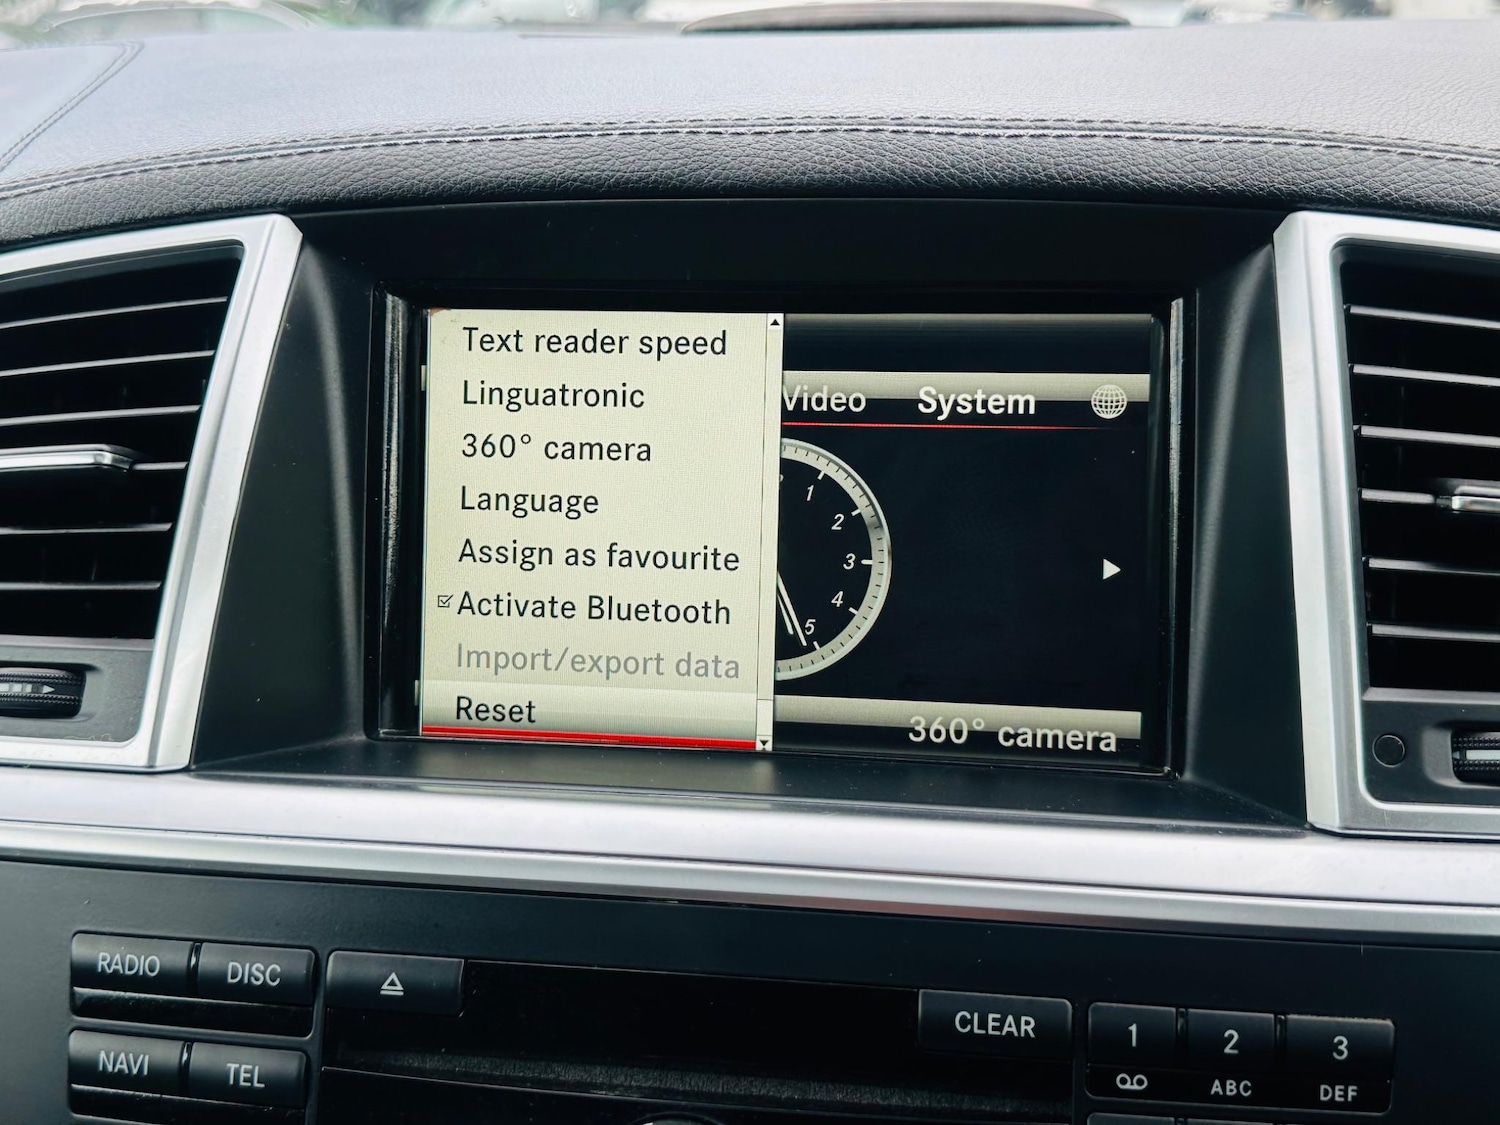 Text reader speed
Linguatronic
360° camera
Language
Assign as favourite
Activate Bluetooth
Import/export data
Reset
Video System
1
2
3
4
5
360° camera
RADIO DISC
NAVI TEL
CLEAR
1 2 3
ABC DEF